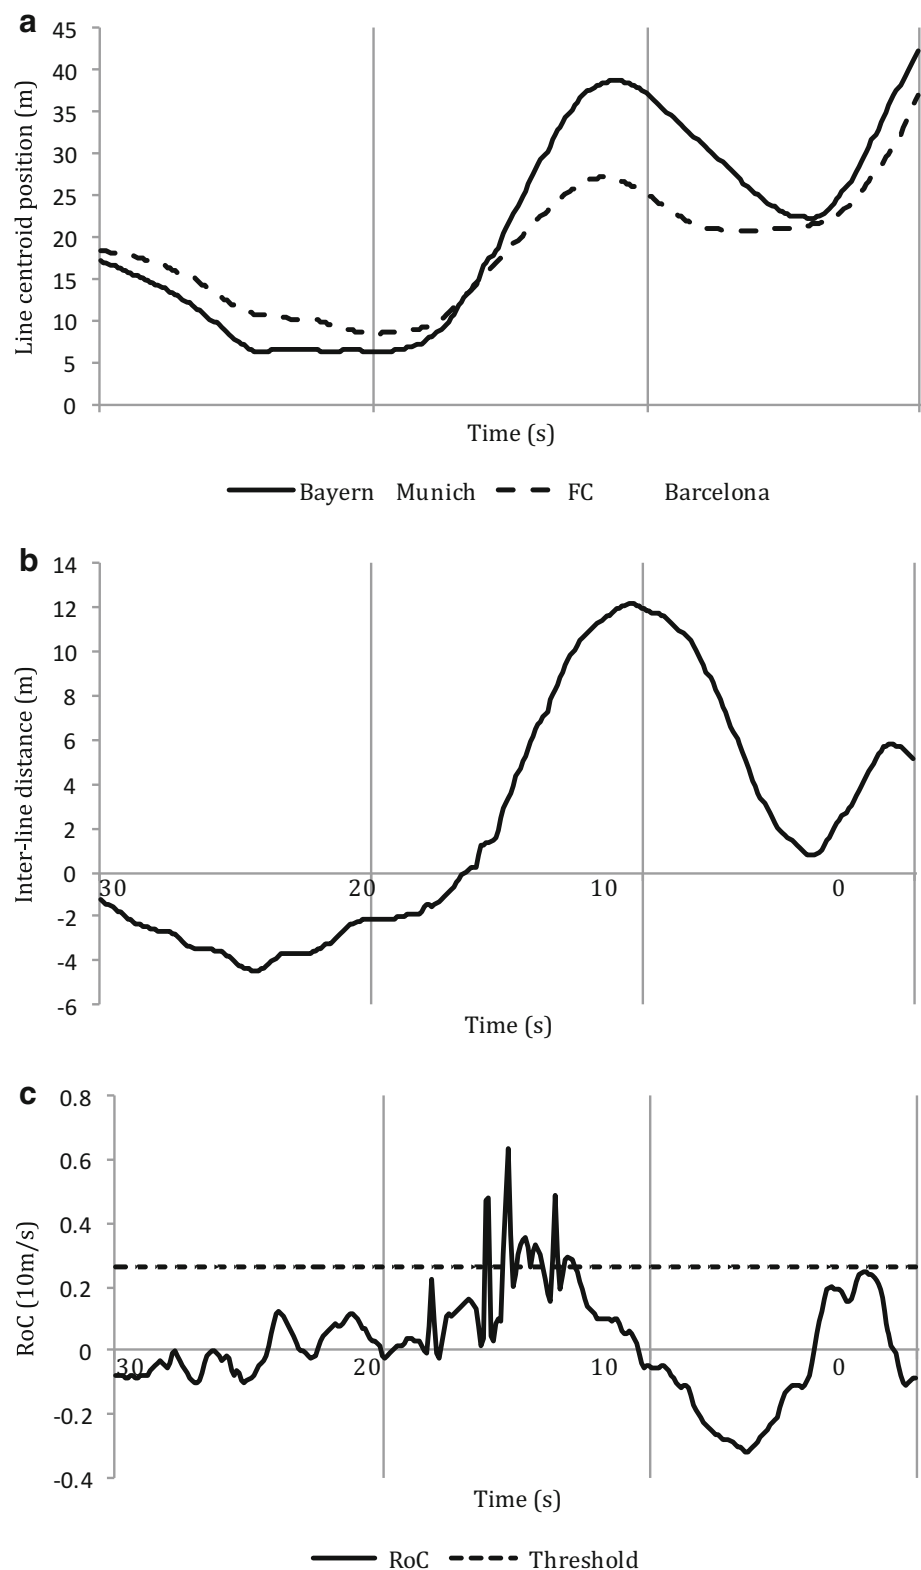 a
45
40
35
30
25
20
15
10
5
0
Line centroid position (m)
Time (s)
Bayern Munich FC Barcelona
b
14
12
10
8
6
4
2
0
-2
-4
-6
Inter-line distance (m)
30 20 10 0
Time (s)
c
0.8
0.6
0.4
0.2
0
-0.2
-0.4
RoC (10m/s)
30 20 10 0
Time (s)
RoC Threshold